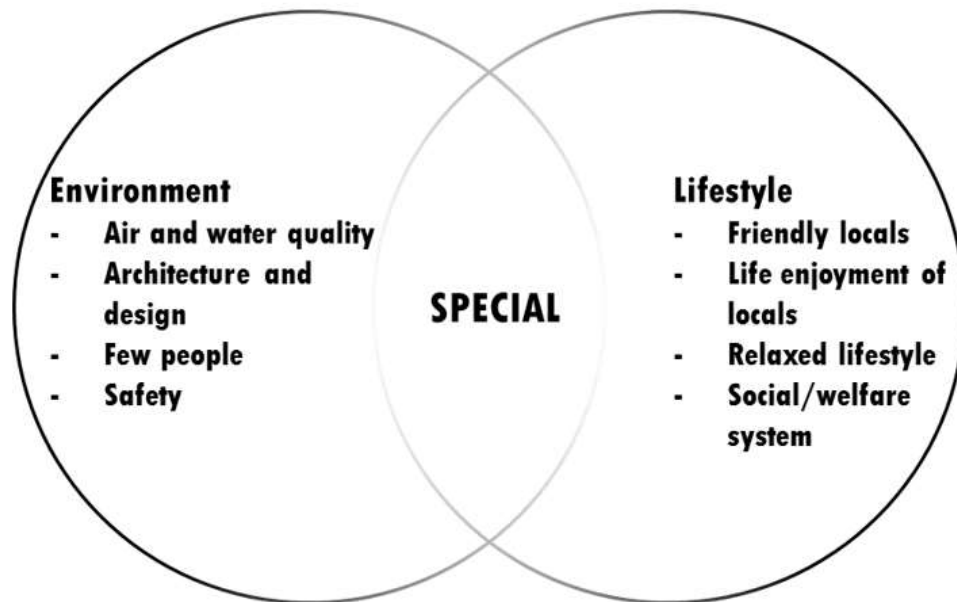 Environment
- Air and water quality
- Architecture and
design
- Few people
- Safety
SPECIAL
Lifestyle
- Friendly locals
- Life enjoyment of
locals
- Relaxed lifestyle
- Social/welfare
system